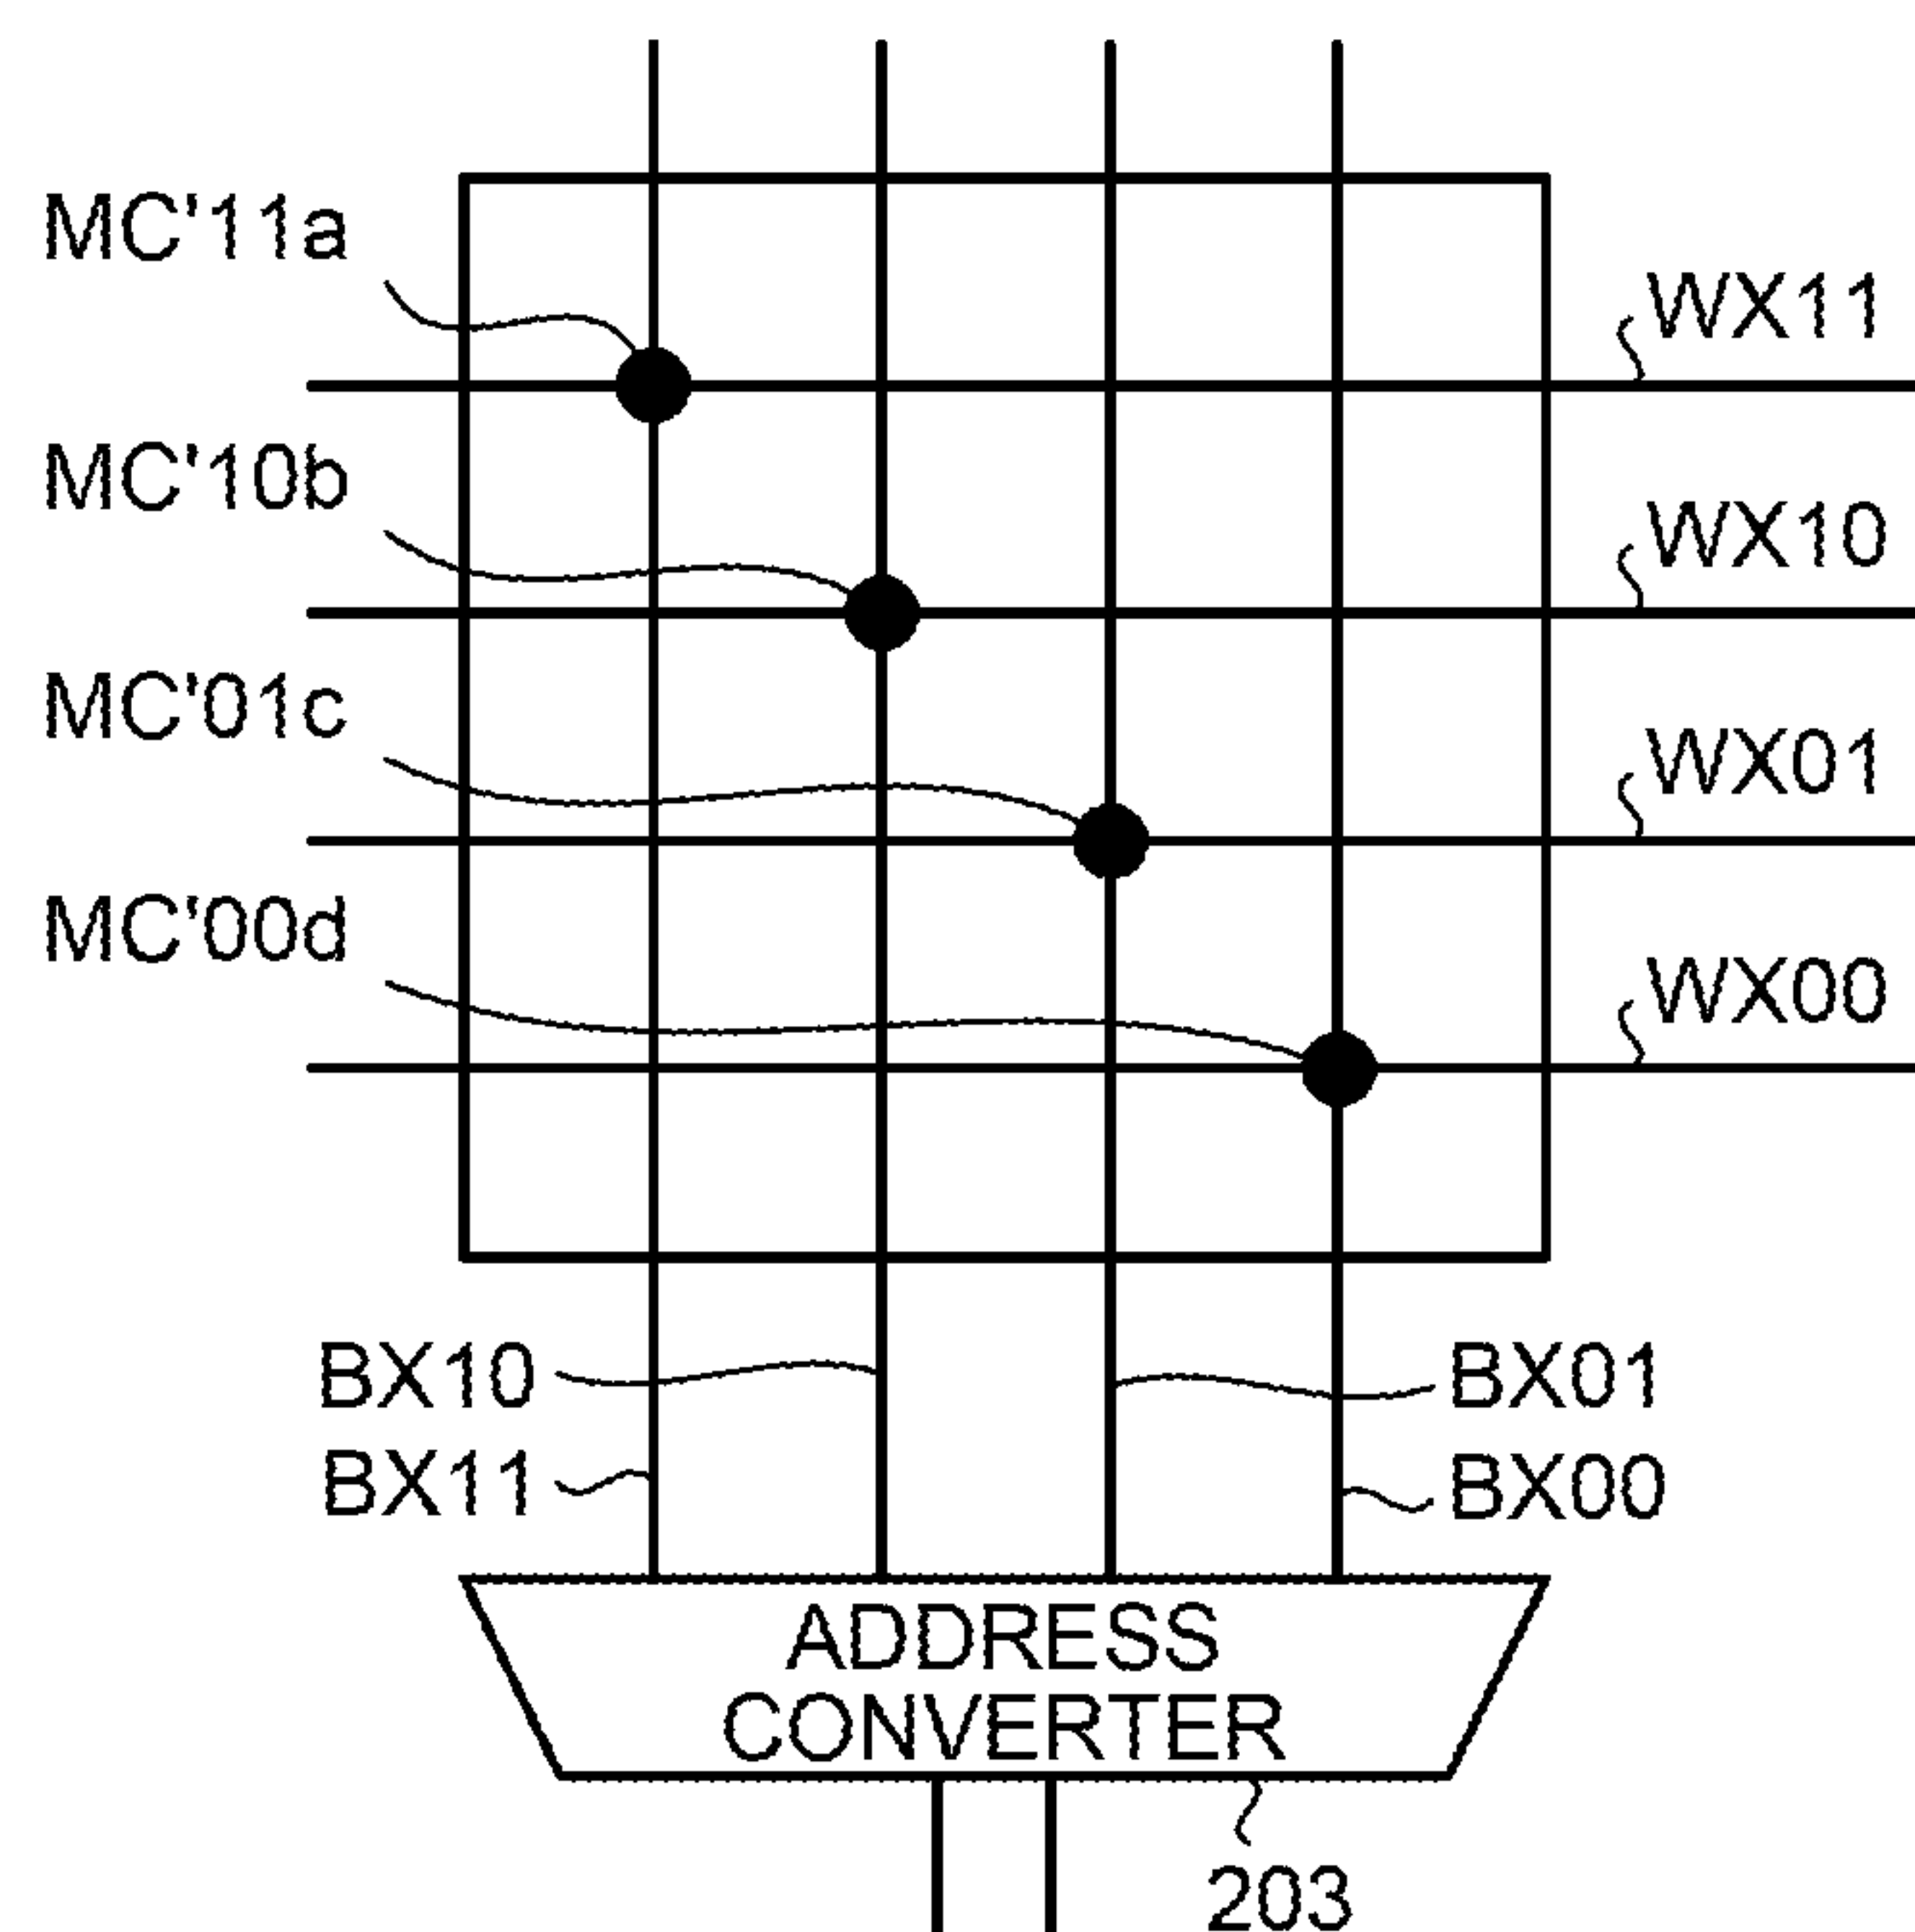 MC'11a
WX11
MC'10b
WX10
MC'01c
WX01
MC'00d
WX00
BX10
BX01
BX11
BX00
ADDRESS
CONVERTER
203